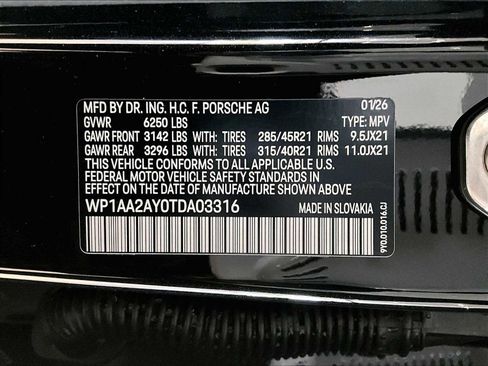 MFD BY DR. ING. H.C. F. PORSCHE AG 01/26
GVWR 6250 LBS TYPE: MPV
GAWR FRONT 3142 LBS WITH: TIRES 285/45R21 RIMS 9.5JX21
GAWR REAR 3296 LBS WITH: TIRES 315/40R21 RIMS 11.0JX21
THIS VEHICLE CONFORMS TO ALL APPLICABLE U.S.
FEDERAL MOTOR VEHICLE SAFETY STANDARDS IN
EFFECT ON THE DATE OF MANUFACTURE SHOWN ABOVE.
WP1AA2AY0TDA03316 MADE IN SLOVAKIA
9Y0.010.016.CJ